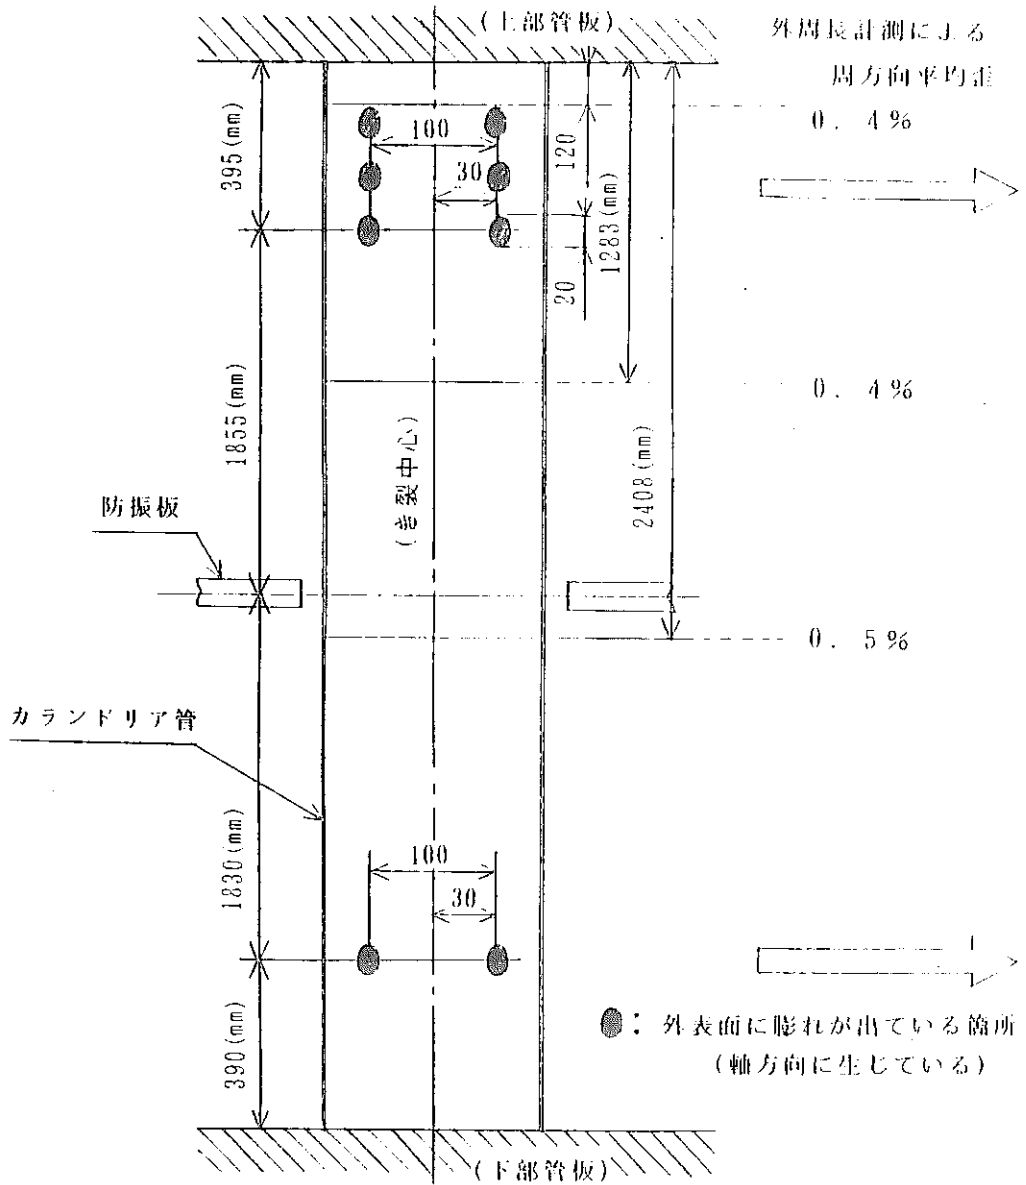 (上部管板)
外周長計測による
周方向平均歪
0. 4%
100
120
395(mm)
30
1283(mm)
20
0. 4%
1855(mm)
(き裂中心)
2408(mm)
防振板
0. 5%
カランドリア管
100
1830(mm)
30
●: 外表面に膨れが出ている箇所
(軸方向に生じている)
390(mm)
(下部管板)